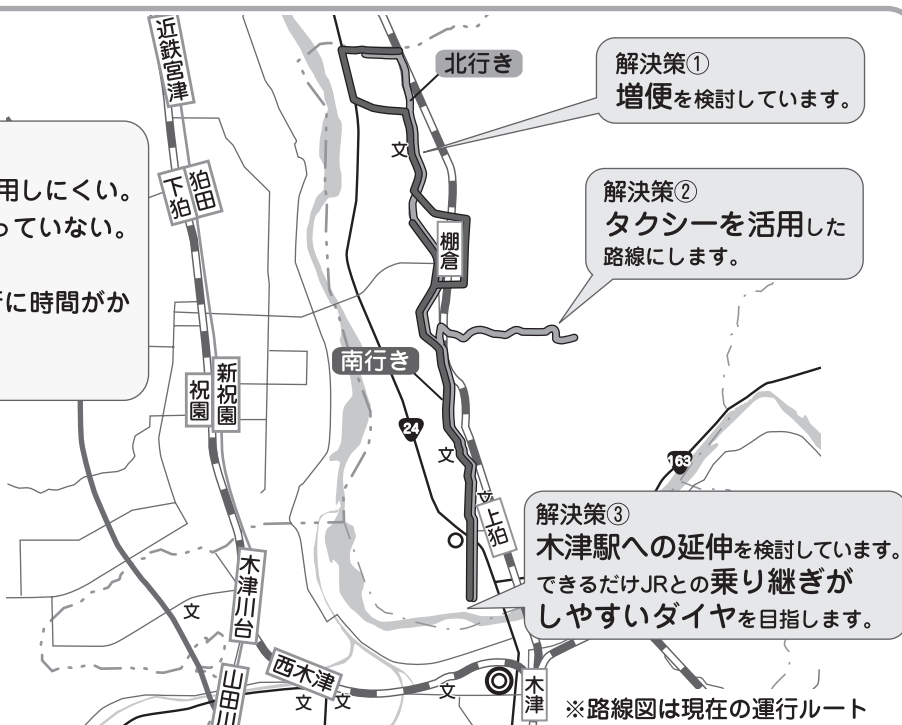 近鉄宮津
北行き
解決策①
増便を検討しています。
用しにくい。
っていない。
に時間がか
下狛
狛田
解決策②
タクシーを活用した
路線にします。
文
棚倉
南行き
祝園
新祝園
24
163
文
文
上狛
解決策③
木津駅への延伸を検討しています。
できるだけJRとの乗り継ぎが
しやすいダイヤを目指します。
木津川台
文
西木津
山田川
文
文
文
木津
※路線図は現在の運行ルート